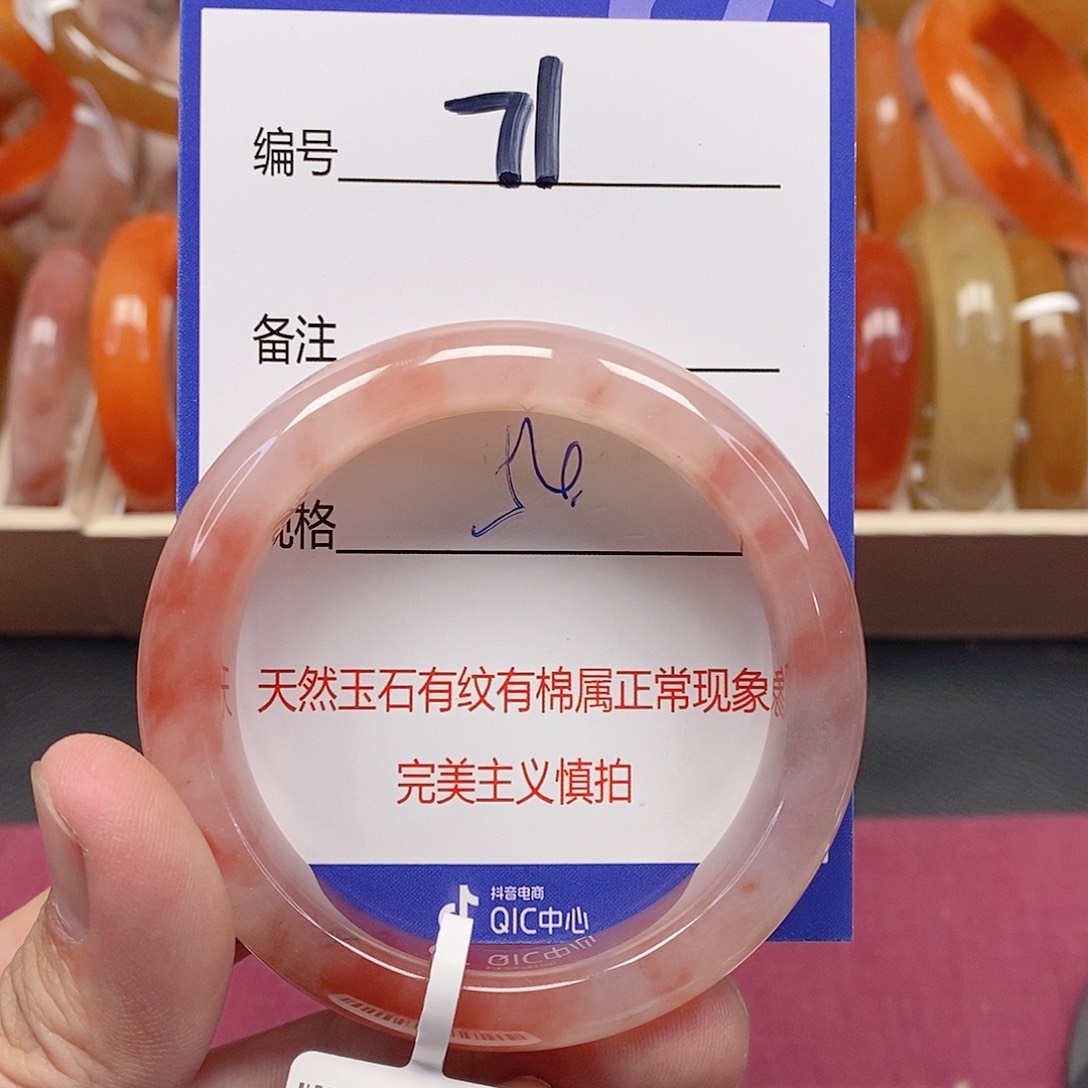 编号 71
备注
规格 56
天然玉石有纹有棉属正常现象
完美主义慎拍
抖音电商
QIC中心